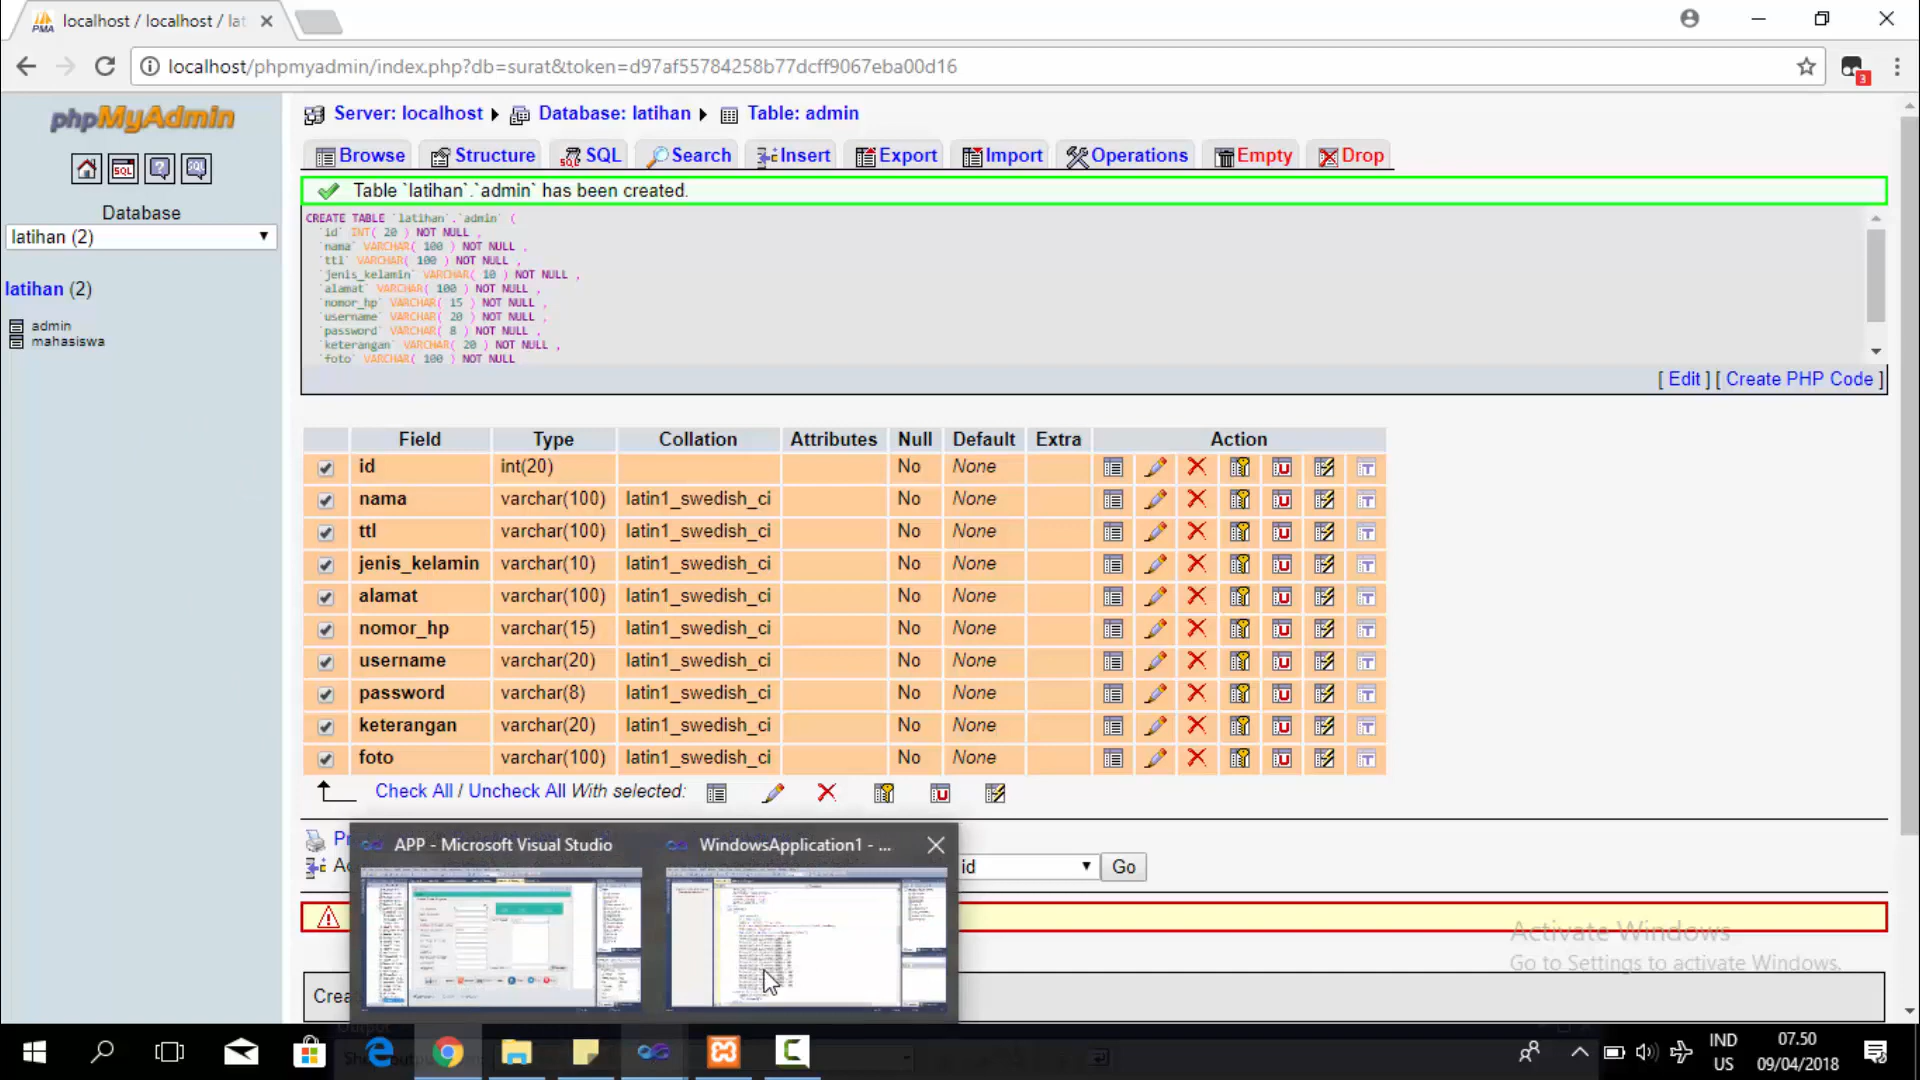 localhost / localhost / lat
localhost/phpmyadmin/index.php?db=surat&token=d97af55784258b77dcff9067eba00d16
3
phpMyAdmin
Server: localhost Database: latihan Table: admin
Browse Structure SQL Search Insert Export Import Operations Empty Drop
Database
latihan (2)
latihan (2)
admin
mahasiswa
Table `latihan`.`admin` has been created.
CREATE TABLE `latihan`.`admin` (
`id` INT( 20 ) NOT NULL ,
`nama` VARCHAR( 100 ) NOT NULL ,
`ttl` VARCHAR( 100 ) NOT NULL ,
`jenis_kelamin` VARCHAR( 10 ) NOT NULL ,
`alamat` VARCHAR( 100 ) NOT NULL ,
`nomor_hp` VARCHAR( 15 ) NOT NULL ,
`username` VARCHAR( 20 ) NOT NULL ,
`password` VARCHAR( 8 ) NOT NULL ,
`keterangan` VARCHAR( 20 ) NOT NULL ,
`foto` VARCHAR( 100 ) NOT NULL
[ Edit ] [ Create PHP Code ]
Field Type Collation Attributes Null Default Extra Action
id int(20) No None
nama varchar(100) latin1_swedish_ci No None
ttl varchar(100) latin1_swedish_ci No None
jenis_kelamin varchar(10) latin1_swedish_ci No None
alamat varchar(100) latin1_swedish_ci No None
nomor_hp varchar(15) latin1_swedish_ci No None
username varchar(20) latin1_swedish_ci No None
password varchar(8) latin1_swedish_ci No None
keterangan varchar(20) latin1_swedish_ci No None
foto varchar(100) latin1_swedish_ci No None
Check All / Uncheck All With selected:
APP - Microsoft Visual Studio
WindowsApplication1 - ...
id
Go
Activate Windows
Go to Settings to activate Windows.
Output
IND
US
07.50
09/04/2018